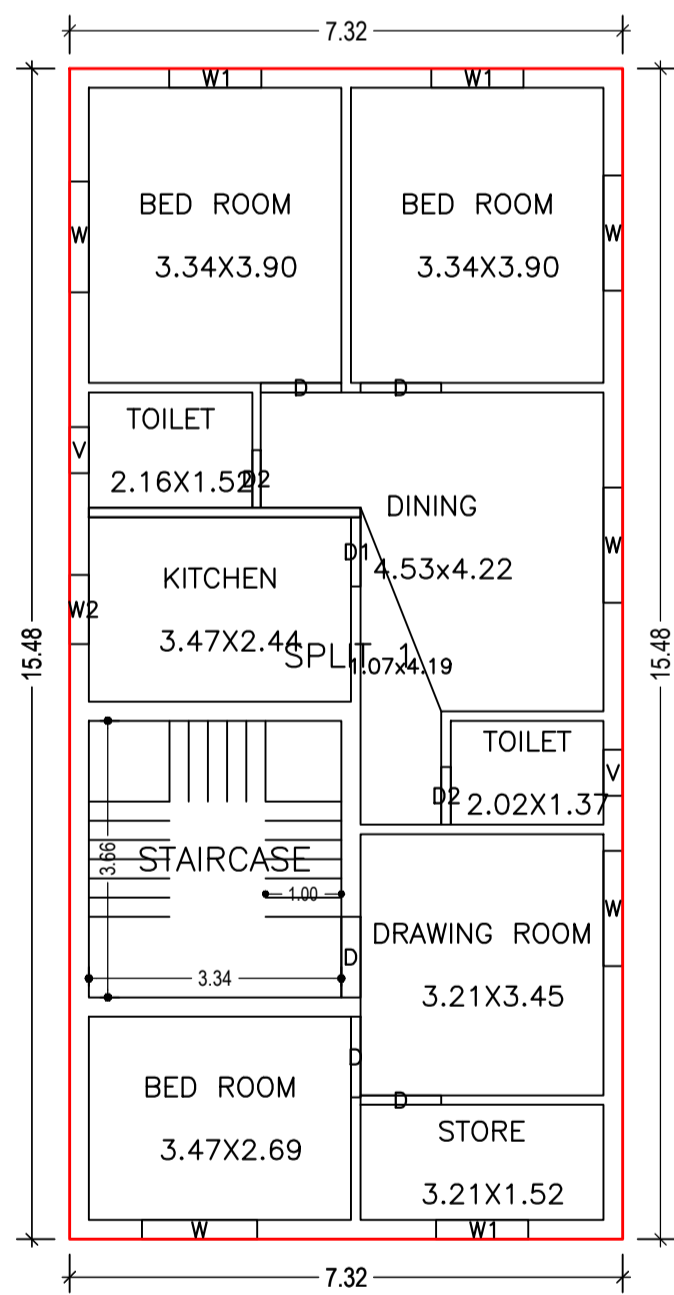 7.32
W1 W1
BED ROOM BED ROOM
W W
3.34X3.90 3.34X3.90
D D
TOILET
V
2.16X1.52 D2
DINING
W
D1
4.53x4.22
KITCHEN
W2
3.47X2.44
SPLIT 1
1.07x4.19
15.48 15.48
TOILET
V
D2 2.02X1.37
3.66 STAIRCASE
1.00
W
DRAWING ROOM
D
3.34
3.21X3.45
D
BED ROOM
D
STORE
3.47X2.69
3.21X1.52
W W1
7.32